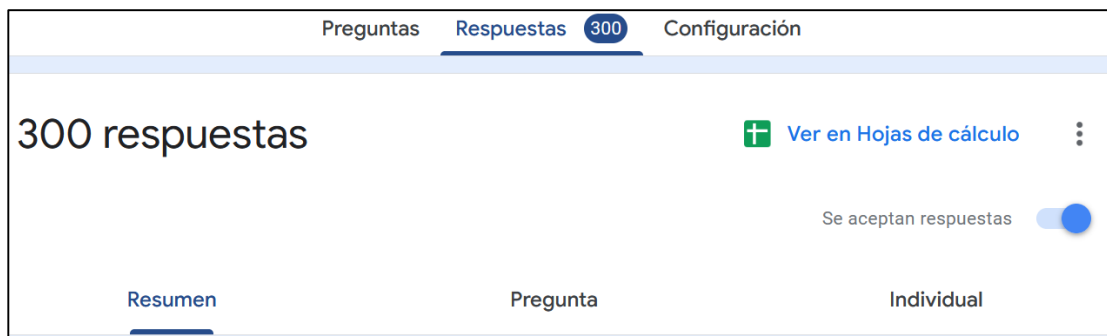 Preguntas Respuestas 300 Configuración
300 respuestas Ver en Hojas de cálculo
Se aceptan respuestas
Resumen Pregunta Individual